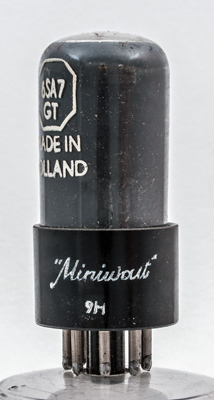 6SA7
GT
MADE IN
HOLLAND
"Miniwatt"
9H